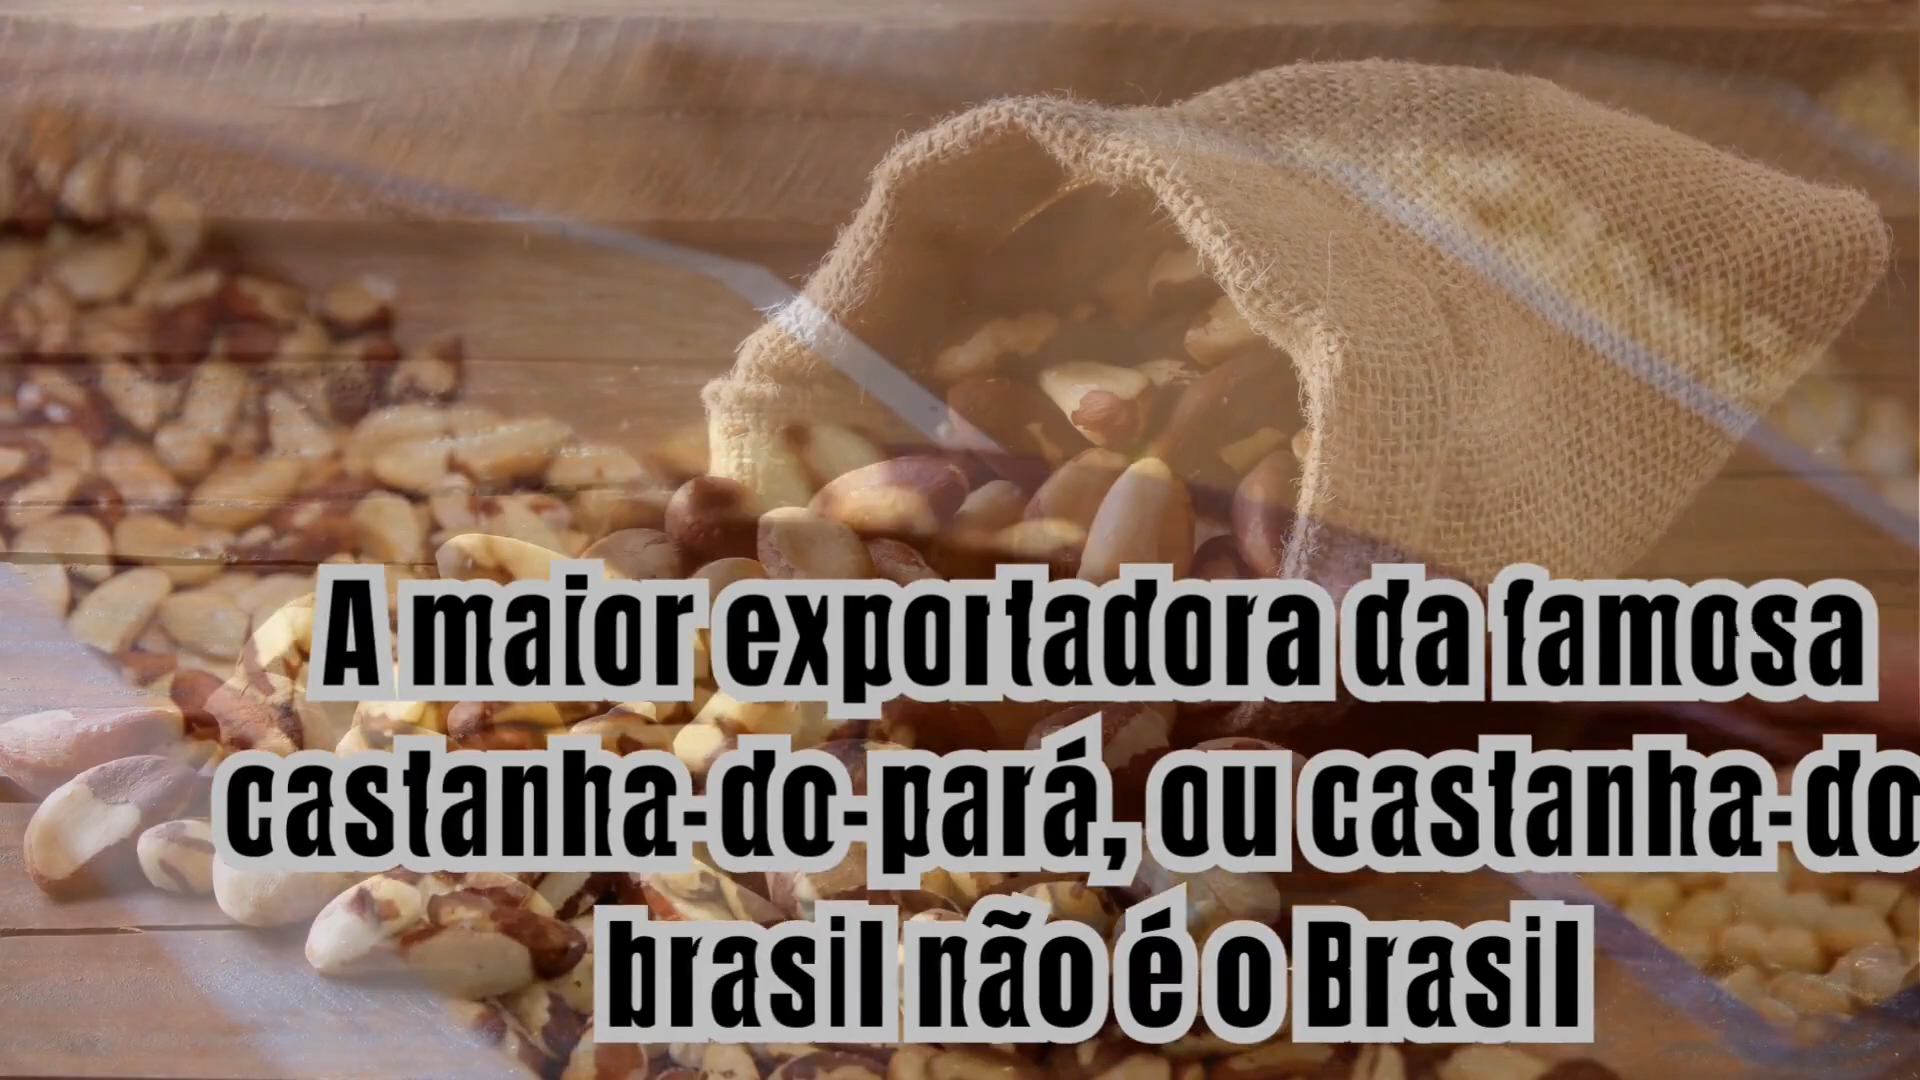 A maior exportadora da famosa
castanha-do-pará, ou castanha-do
brasil não é o Brasil